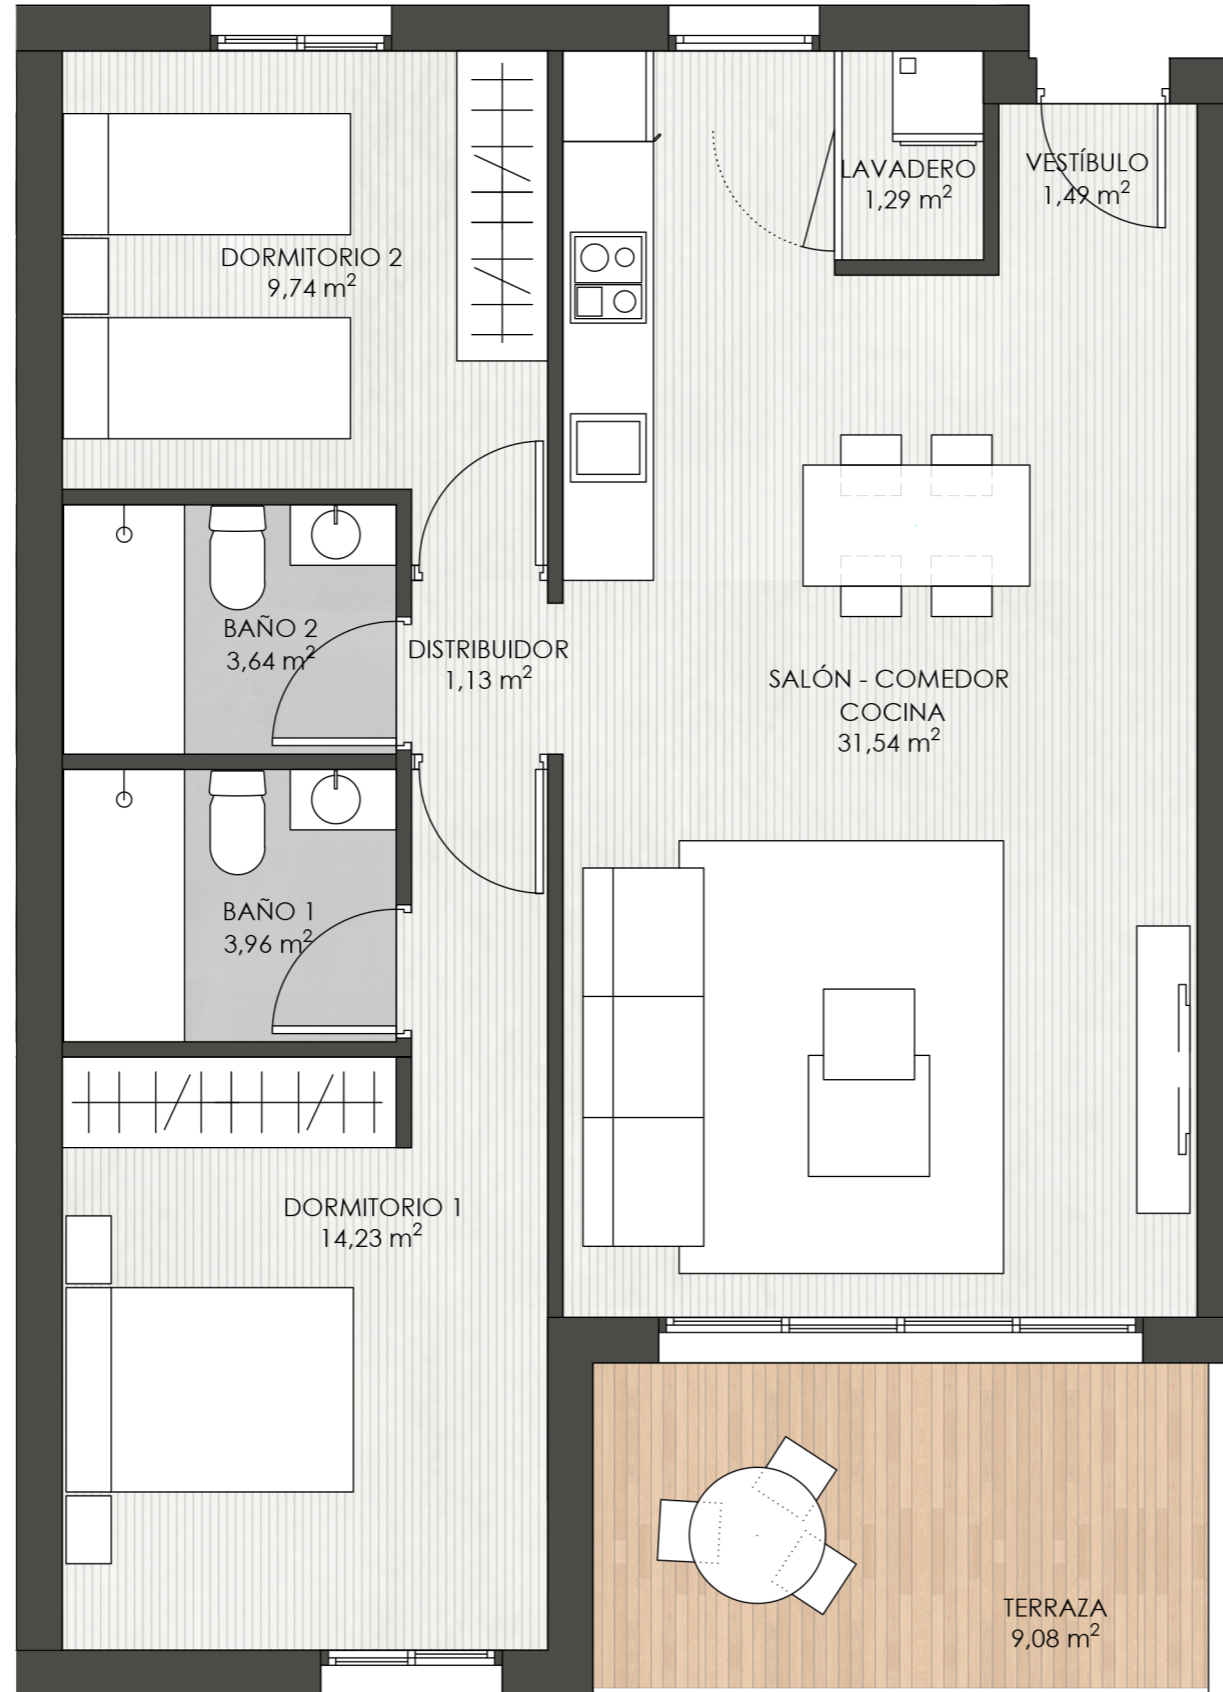 LAVADERO
1,29 m²
VESTÍBULO
1,49 m²
DORMITORIO 2
9,74 m²
BAÑO 2
3,64 m²
DISTRIBUIDOR
1,13 m²
SALÓN - COMEDOR
COCINA
31,54 m²
BAÑO 1
3,96 m²
DORMITORIO 1
14,23 m²
TERRAZA
9,08 m²